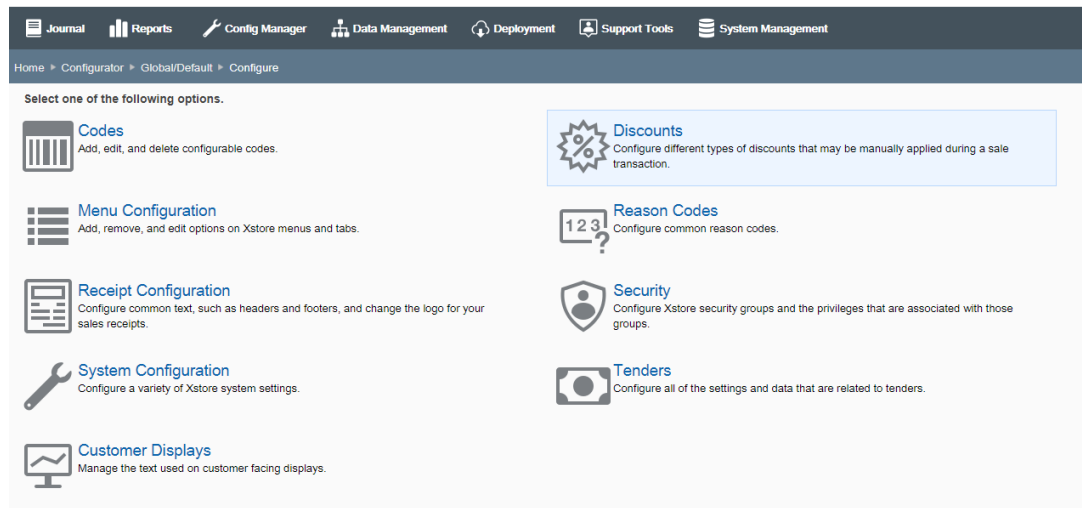 Journal Reports Config Manager Data Management Deployment Support Tools System Management
Home ▸ Configurator ▸ Global/Default ▸ Configure
Select one of the following options.
Codes
Add, edit, and delete configurable codes.
Discounts
Configure different types of discounts that may be manually applied during a sale
transaction.
Menu Configuration
Add, remove, and edit options on Xstore menus and tabs.
123
?
Reason Codes
Configure common reason codes.
Receipt Configuration
Configure common text, such as headers and footers, and change the logo for your
sales receipts.
Security
Configure Xstore security groups and the privileges that are associated with those
groups.
System Configuration
Configure a variety of Xstore system settings.
Tenders
Configure all of the settings and data that are related to tenders.
Customer Displays
Manage the text used on customer facing displays.